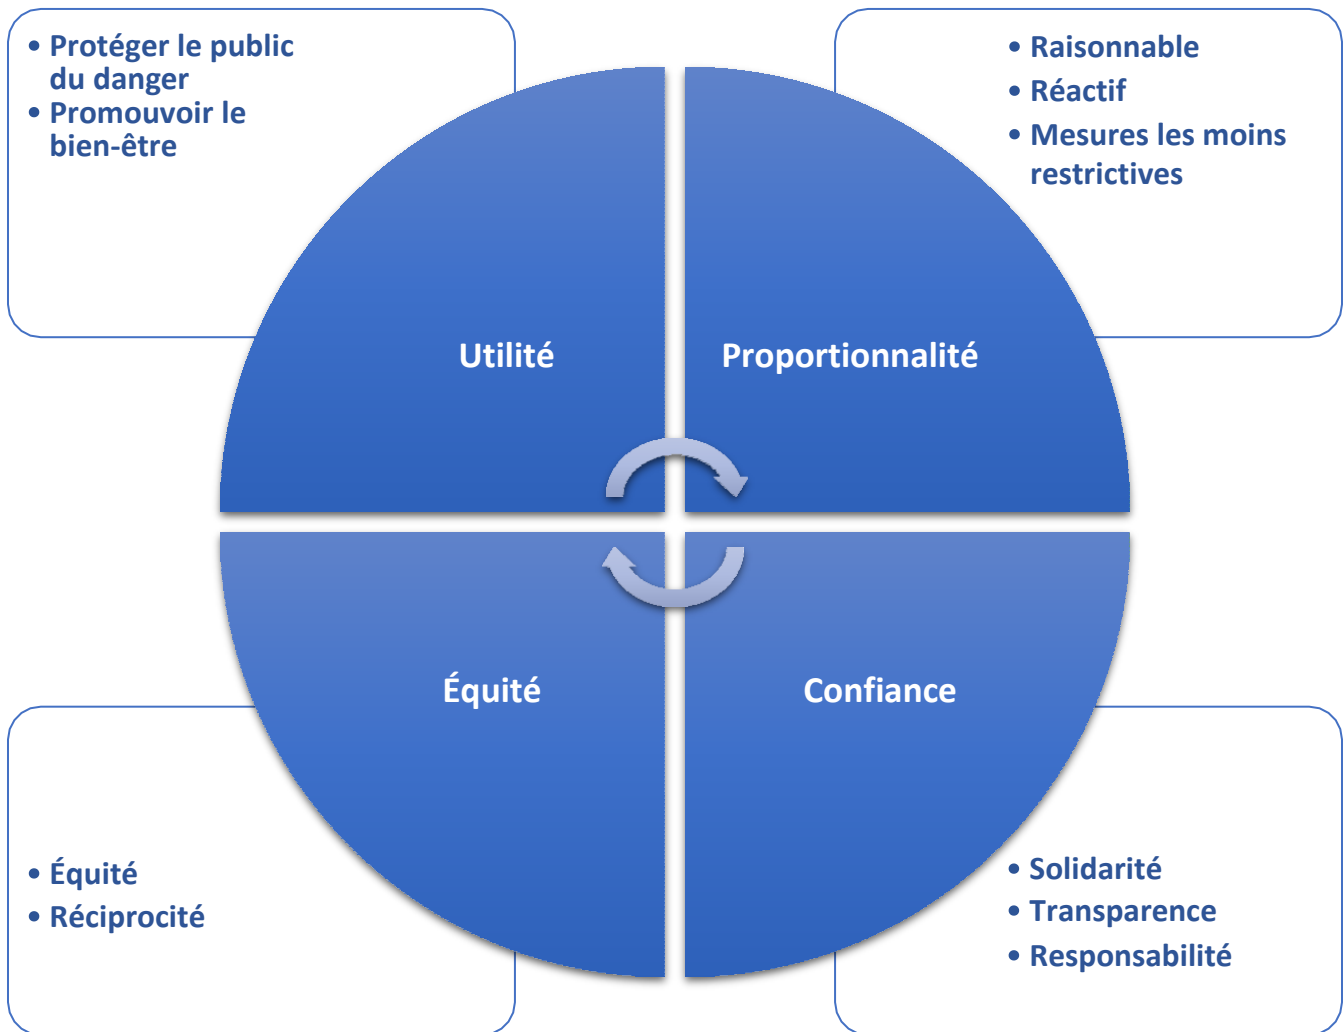 • Protéger le public
du danger
• Promouvoir le
bien-être
• Raisonnable
• Réactif
• Mesures les moins
restrictives
Utilité
Proportionnalité
Équité
Confiance
• Équité
• Réciprocité
• Solidarité
• Transparence
• Responsabilité